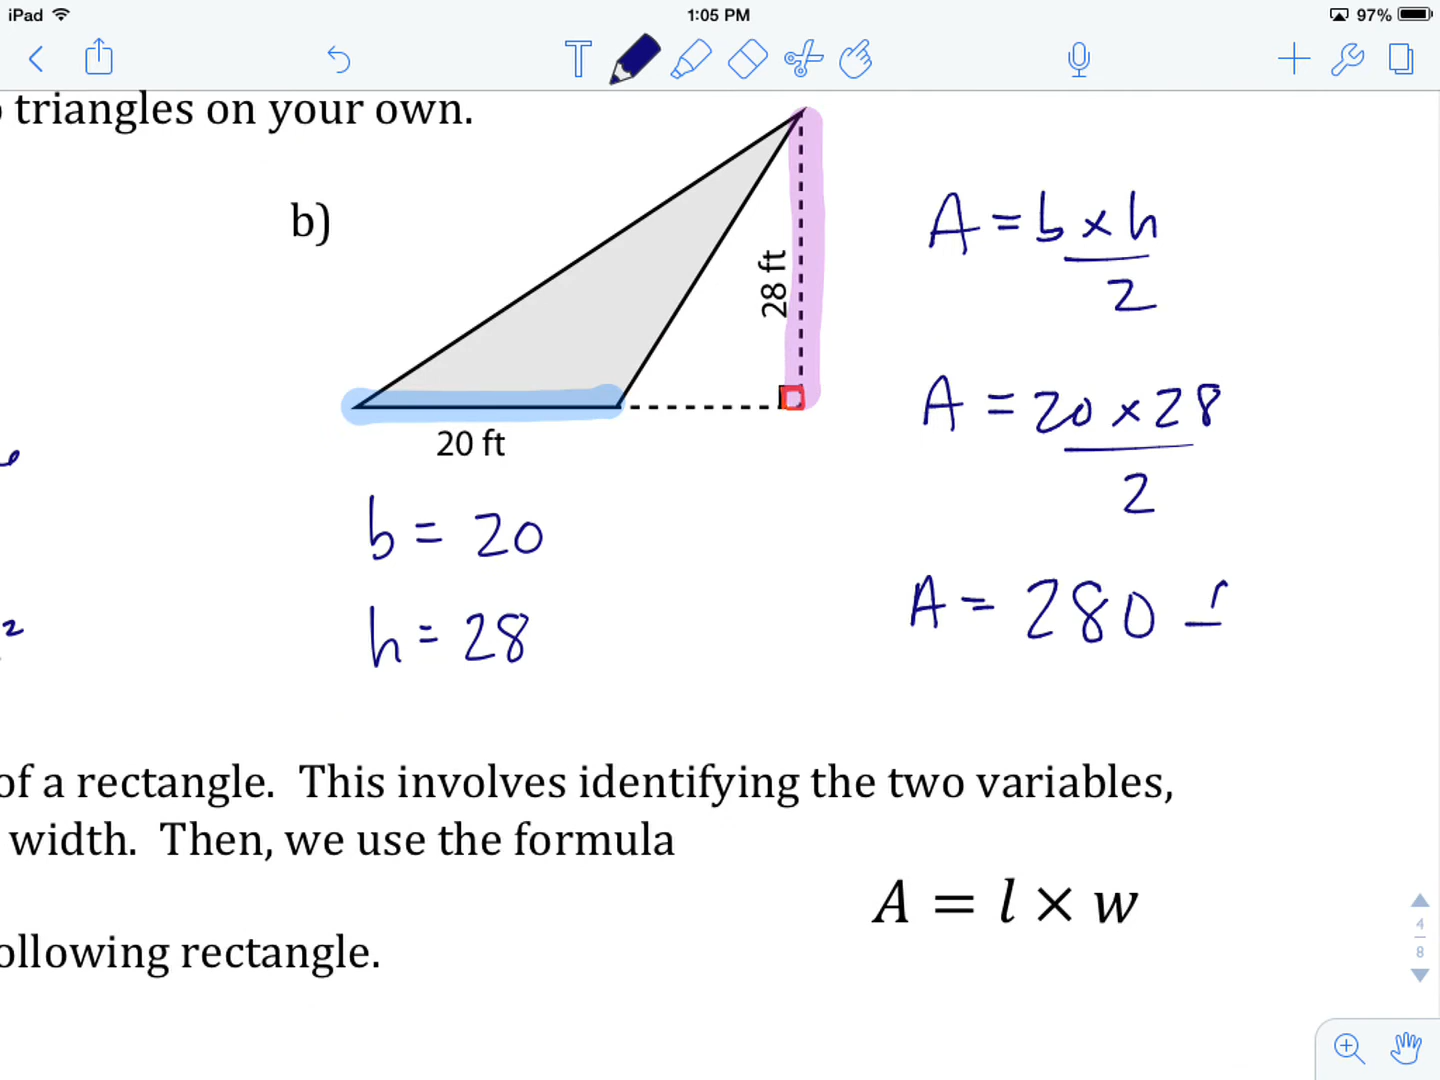 iPad 1:05 PM 97%
triangles on your own.
b)
28 ft
20 ft
b = 20
h = 28
A = b x h
2
A = 20 x 28
2
A = 280
2
of a rectangle. This involves identifying the two variables,
width. Then, we use the formula
A = l × w
ollowing rectangle.
4
8